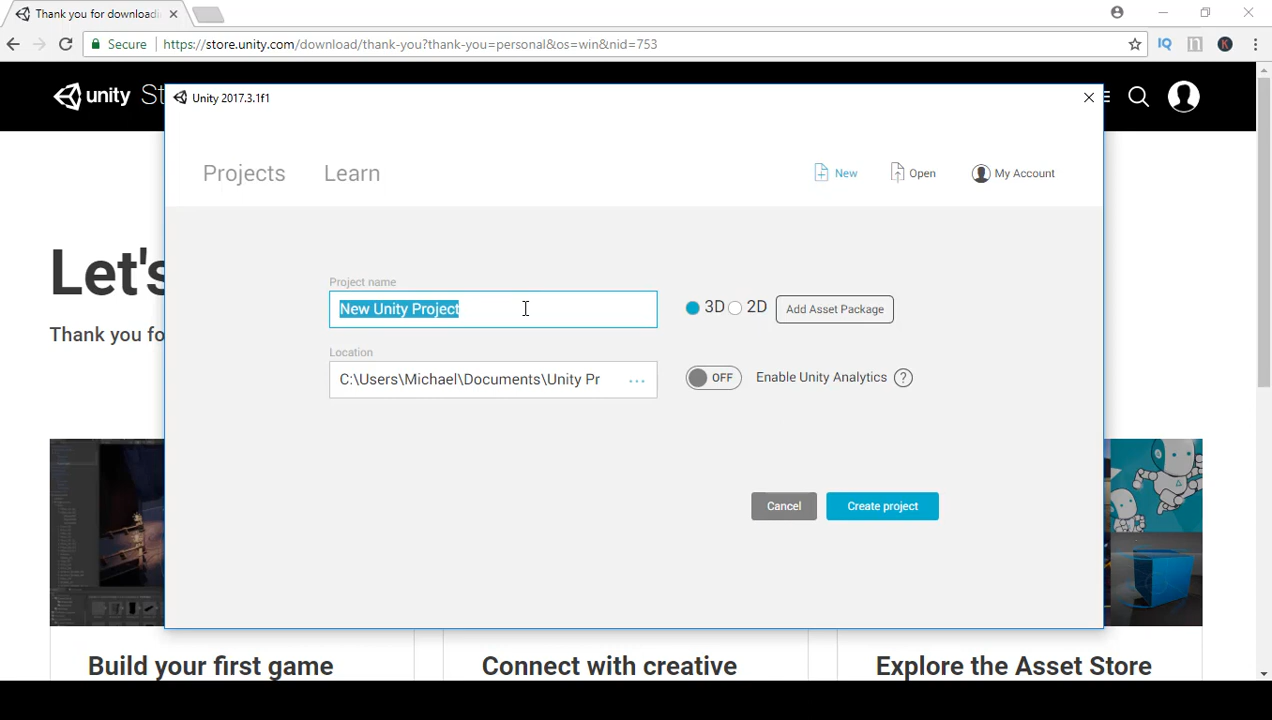 Thank you for downloadi
Secure
https://store.unity.com/download/thank-you?thank-you=personal&os=win&nid=753
IQ
K
unity St
Unity 2017.3.1f1
Projects
Learn
New
Open
My Account
Let's
Thank you fo
Project name
New Unity Project
3D
2D
Add Asset Package
Location
C:\Users\Michael\Documents\Unity Pr
...
OFF
Enable Unity Analytics
?
Cancel
Create project
Build your first game
Connect with creative
Explore the Asset Store